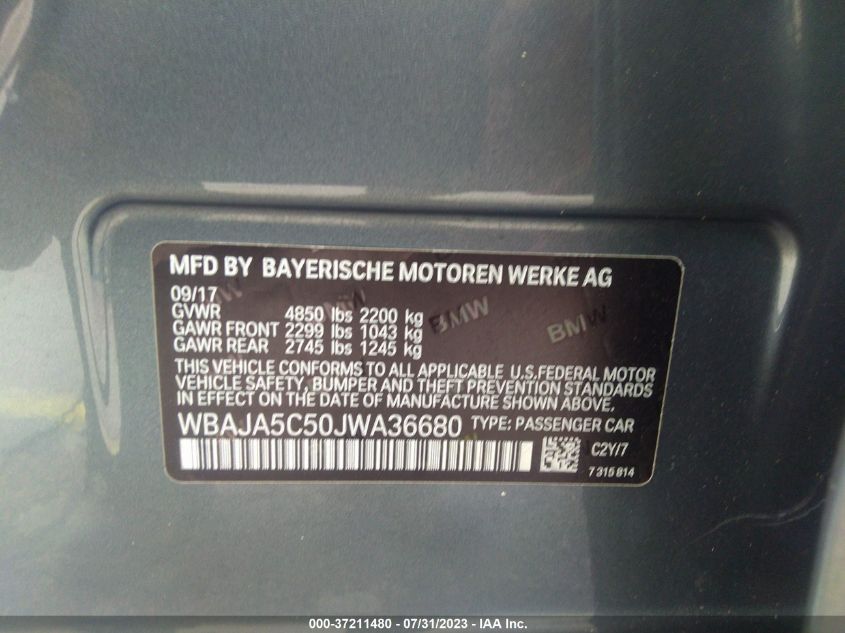 MFD BY BAYERISCHE MOTOREN WERKE AG
09/17
GVWR 4850 lbs 2200 kg
GAWR FRONT 2299 lbs 1043 kg
GAWR REAR 2745 lbs 1245 kg
BMW BMW
THIS VEHICLE CONFORMS TO ALL APPLICABLE U.S.FEDERAL MOTOR
VEHICLE SAFETY, BUMPER AND THEFT PREVENTION STANDARDS
IN EFFECT ON THE DATE OF MANUFACTURE SHOWN ABOVE.
WBAJA5C50JWA36680 TYPE: PASSENGER CAR
C2Y/7
7 315 814
000-37211480 - 07/31/2023 - IAA Inc.